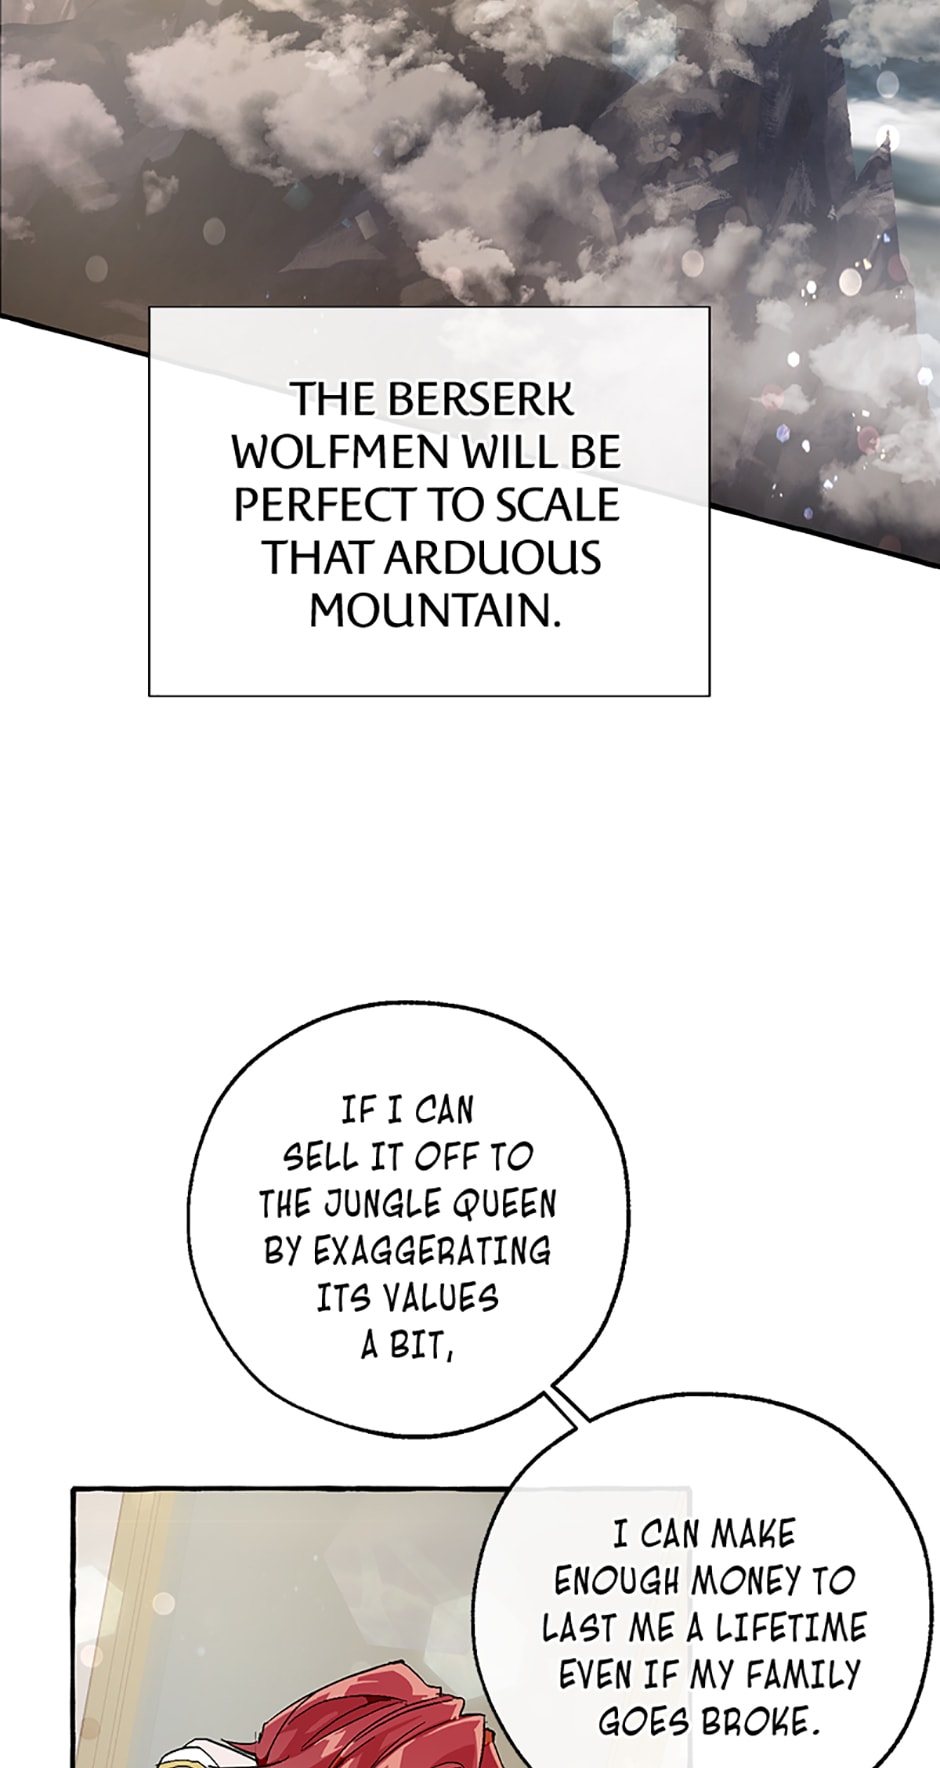 THE BERSERK
WOLFMEN WILL BE
PERFECT TO SCALE
THAT ARDUOUS
MOUNTAIN.
IF I CAN
SELL IT OFF TO
THE JUNGLE QUEEN
BY EXAGGERATING
ITS VALUES
A BIT,
I CAN MAKE
ENOUGH MONEY TO
LAST ME A LIFETIME
EVEN IF MY FAMILY
GOES BROKE.